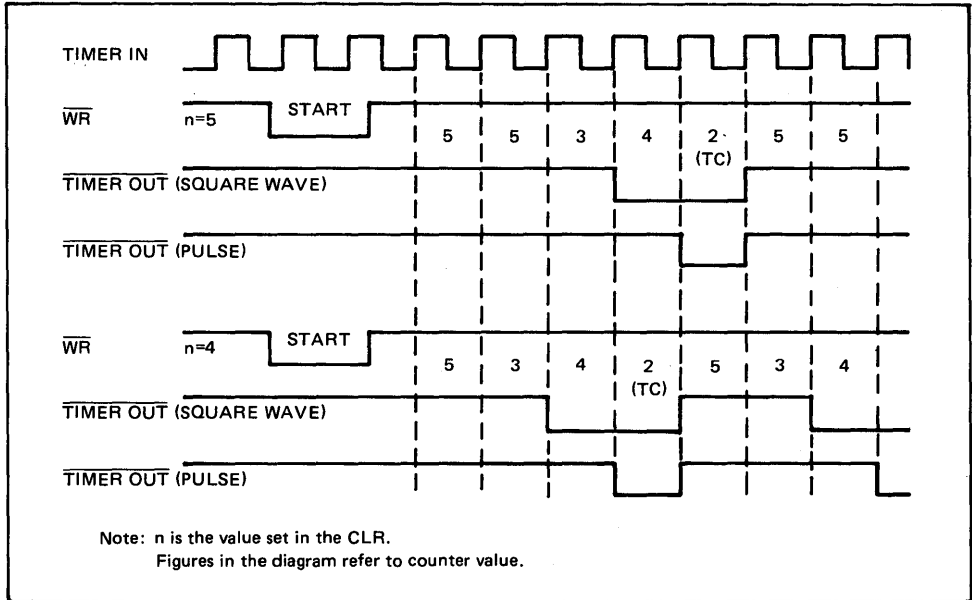 TIMER IN
WR n=5 START
5 5 3 4 2 5 5
(TC)
TIMER OUT (SQUARE WAVE)
TIMER OUT (PULSE)
WR n=4 START
5 3 4 2 5 3 4
(TC)
TIMER OUT (SQUARE WAVE)
TIMER OUT (PULSE)
Note: n is the value set in the CLR.
Figures in the diagram refer to counter value.